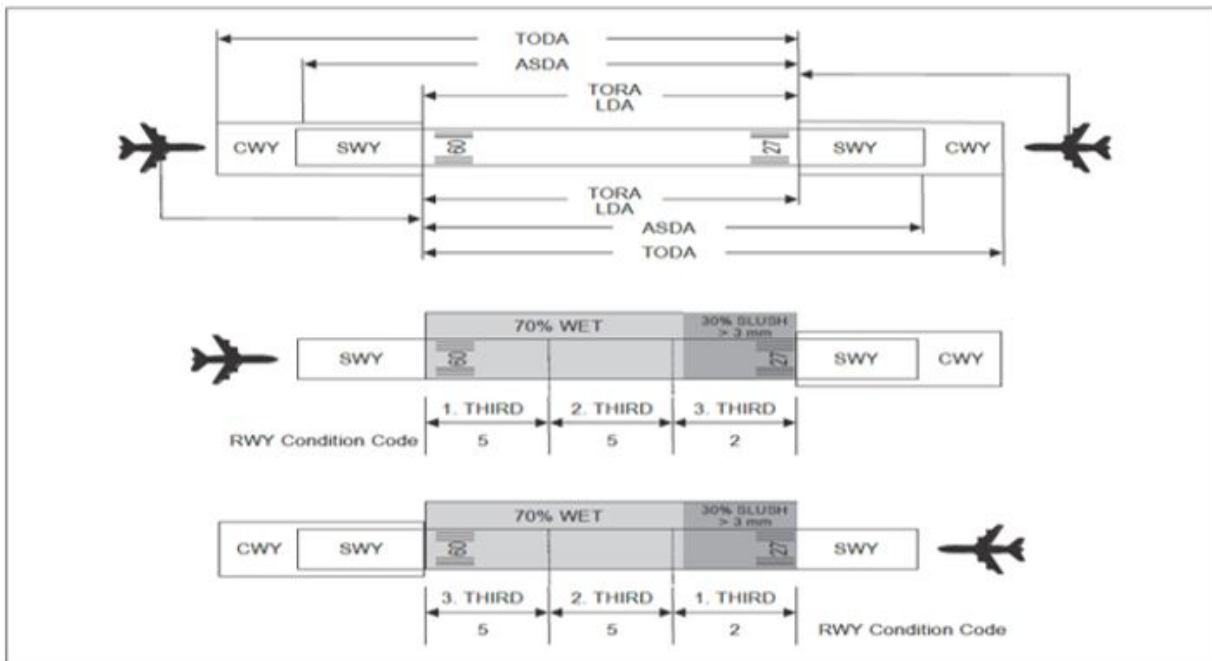 TODA
ASDA
TORA
LDA
CWY SWY 09 27 SWY CWY
TORA
LDA
ASDA
TODA
70% WET 30% SLUSH
> 3 mm
SWY 09 27 SWY CWY
1. THIRD 2. THIRD 3. THIRD
RWY Condition Code 5 5 2
70% WET 30% SLUSH
> 3 mm
CWY SWY 09 27 SWY
3. THIRD 2. THIRD 1. THIRD
5 5 2 RWY Condition Code